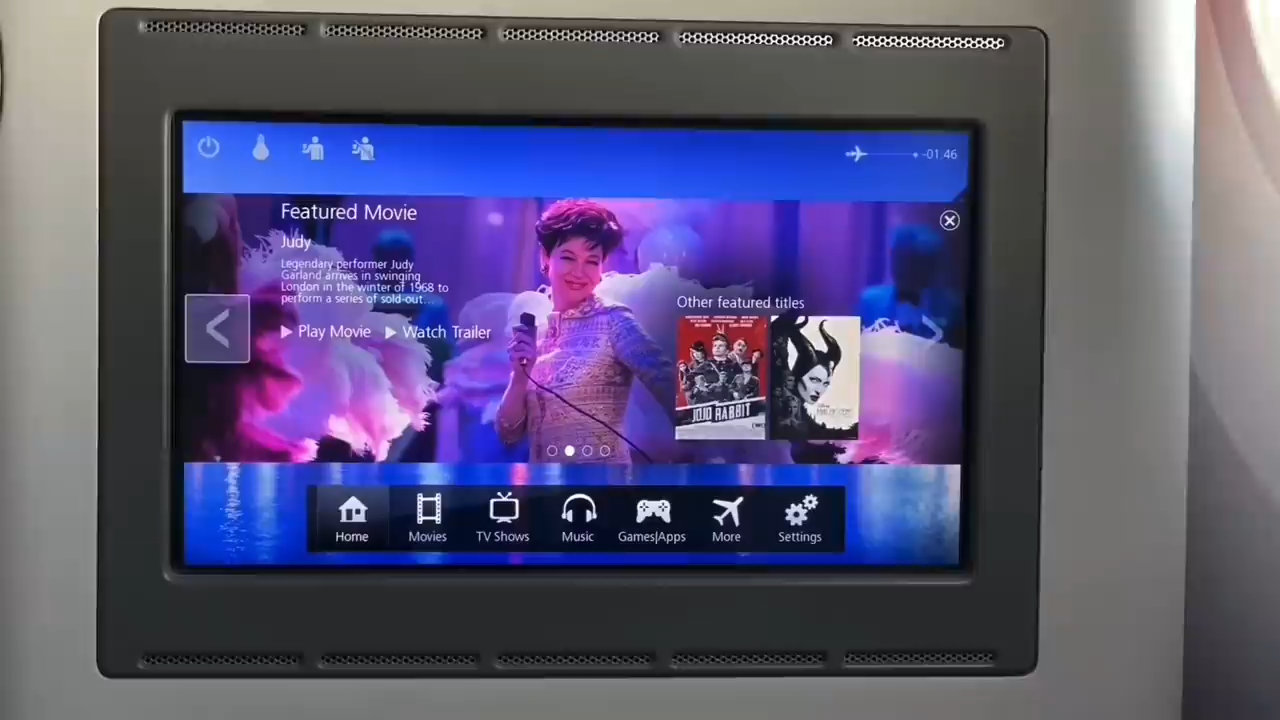 -01:46
Featured Movie
Judy
Legendary performer Judy
Garland arrives in swinging
London in the winter of 1968 to
perform a series of sold-out...
Play Movie
Watch Trailer
Other featured titles
JOJO RABBIT
Home
Movies
TV Shows
Music
Games|Apps
More
Settings